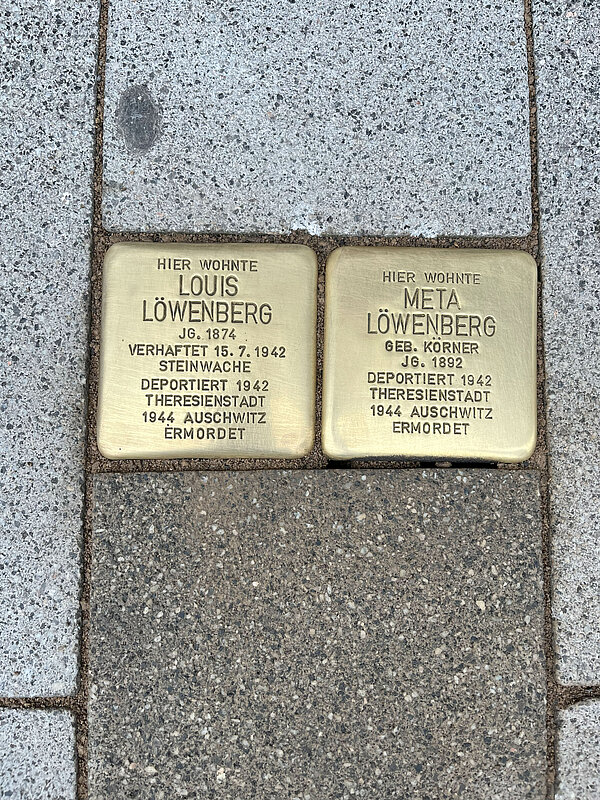 HIER WOHNTE
LOUIS
LÖWENBERG
JG. 1874
VERHAFTET 15.7.1942
STEINWACHE
DEPORTIERT 1942
THERESIENSTADT
1944 AUSCHWITZ
ERMORDET
HIER WOHNTE
META
LÖWENBERG
GEB. KÖRNER
JG. 1892
DEPORTIERT 1942
THERESIENSTADT
1944 AUSCHWITZ
ERMORDET